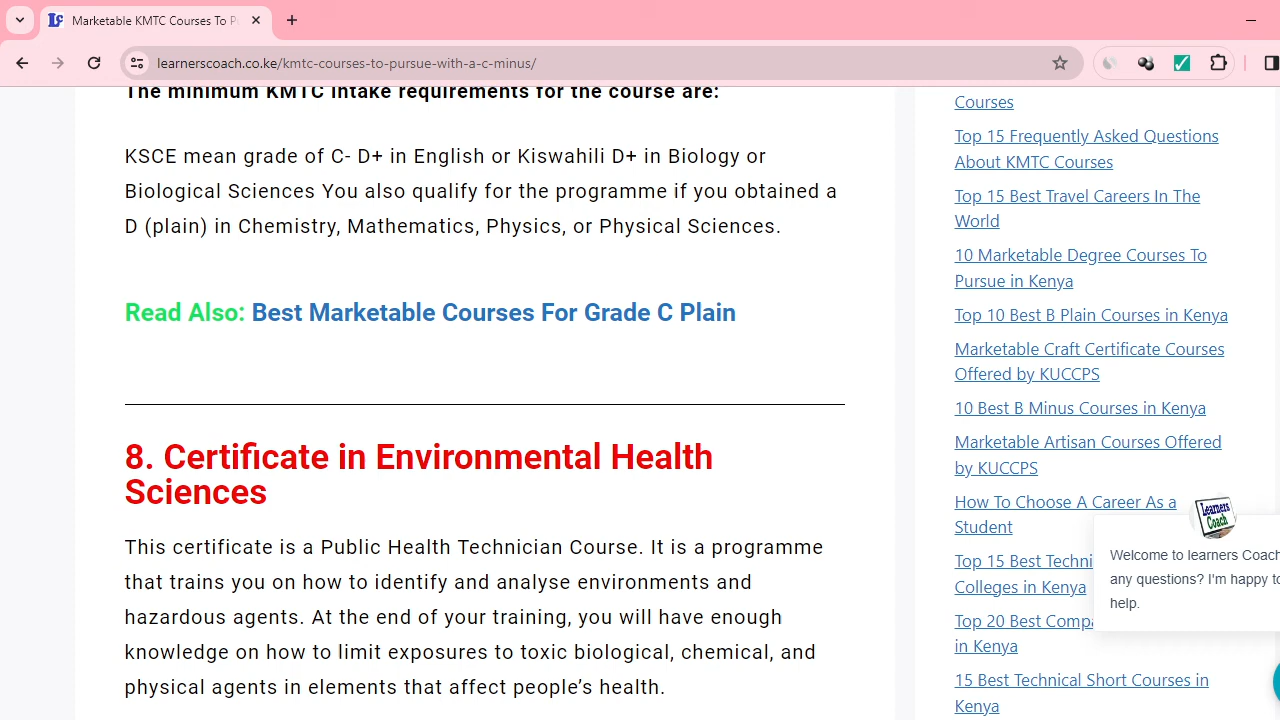 Marketable KMTC Courses To P
learnerscoach.co.ke/kmtc-courses-to-pursue-with-a-c-minus/
The minimum KMTC intake requirements for the course are:
KSCE mean grade of C- D+ in English or Kiswahili D+ in Biology or
Biological Sciences You also qualify for the programme if you obtained a
D (plain) in Chemistry, Mathematics, Physics, or Physical Sciences.
Read Also: Best Marketable Courses For Grade C Plain
8. Certificate in Environmental Health
Sciences
This certificate is a Public Health Technician Course. It is a programme
that trains you on how to identify and analyse environments and
hazardous agents. At the end of your training, you will have enough
knowledge on how to limit exposures to toxic biological, chemical, and
physical agents in elements that affect people’s health.
Courses
Top 15 Frequently Asked Questions
About KMTC Courses
Top 15 Best Travel Careers In The
World
10 Marketable Degree Courses To
Pursue in Kenya
Top 10 Best B Plain Courses in Kenya
Marketable Craft Certificate Courses
Offered by KUCCPS
10 Best B Minus Courses in Kenya
Marketable Artisan Courses Offered
by KUCCPS
How To Choose A Career As a
Student
Top 15 Best Techni
Colleges in Kenya
Top 20 Best Compa
in Kenya
15 Best Technical Short Courses in
Kenya
Learners
Coach
Welcome to learners Coach
any questions? I'm happy to
help.